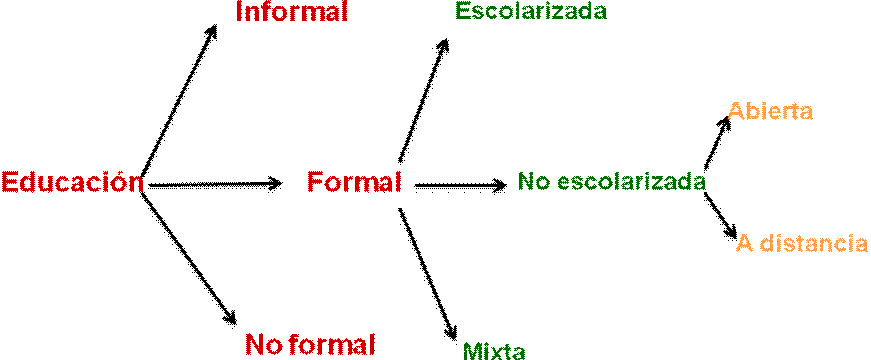 Informal
Escolarizada
Abierta
Educación
Formal
No escolarizada
A distancia
No formal
Mixta